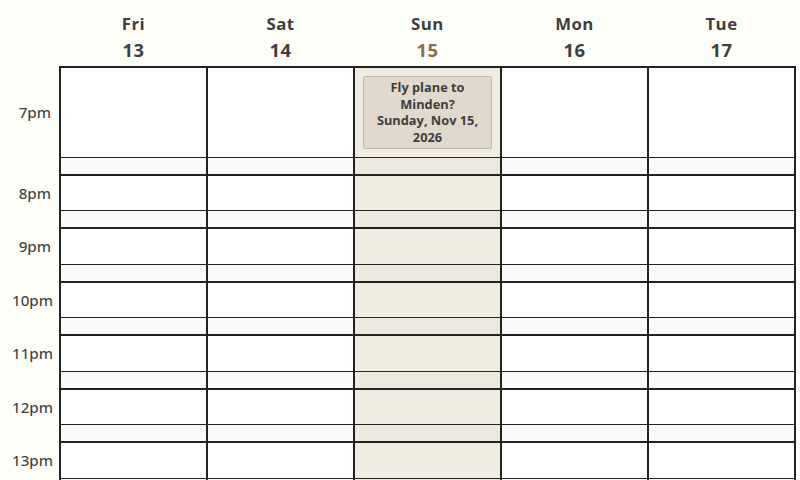 Fri Sat Sun Mon Tue
13 14 15 16 17
7pm
Fly plane to
Minden?
Sunday, Nov 15,
2026
8pm
9pm
10pm
11pm
12pm
13pm